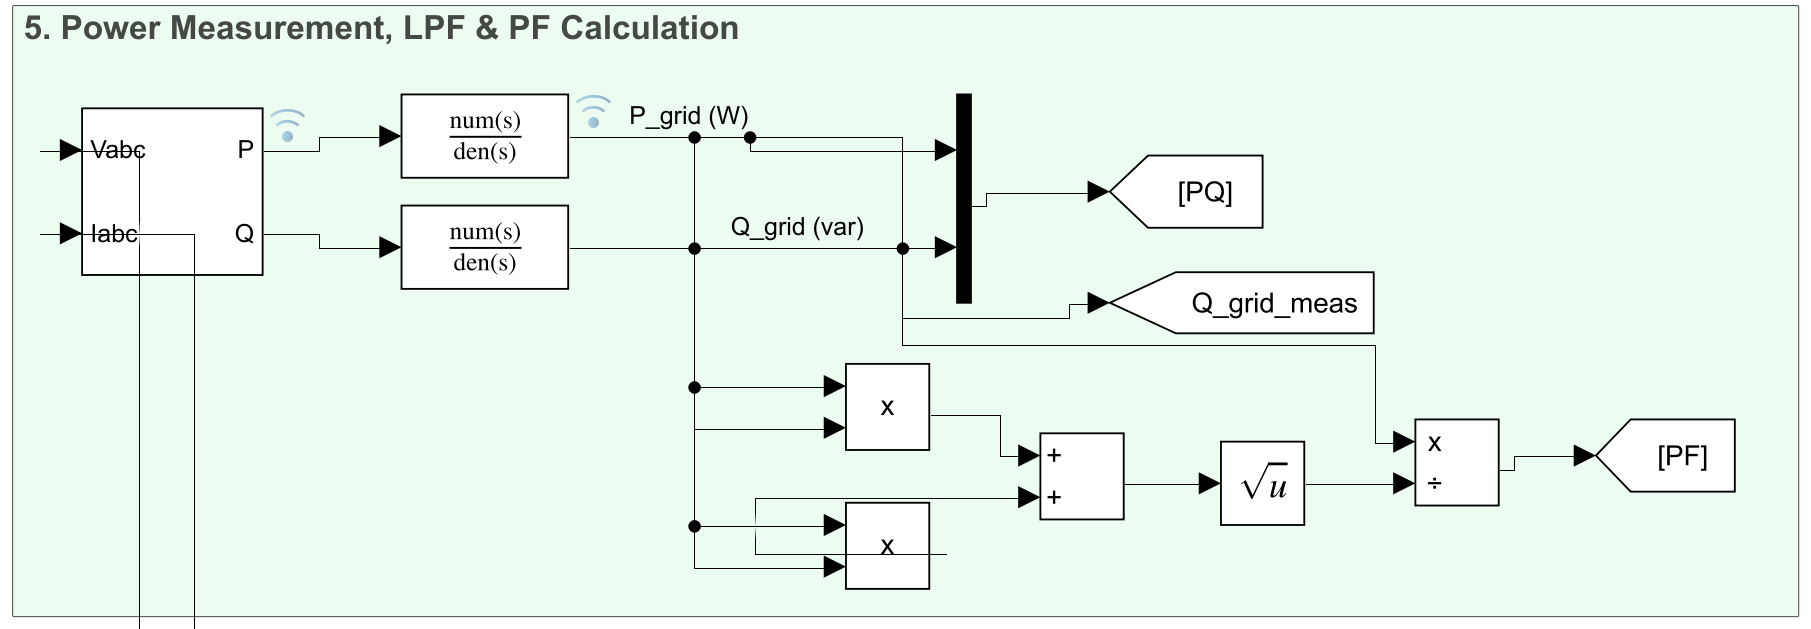 5. Power Measurement, LPF & PF Calculation
Vabc
P
Iabc
Q
num(s)
den(s)
num(s)
den(s)
P_grid (W)
Q_grid (var)
[PQ]
Q_grid_meas
x
x
+
+
√u
x
÷
[PF]